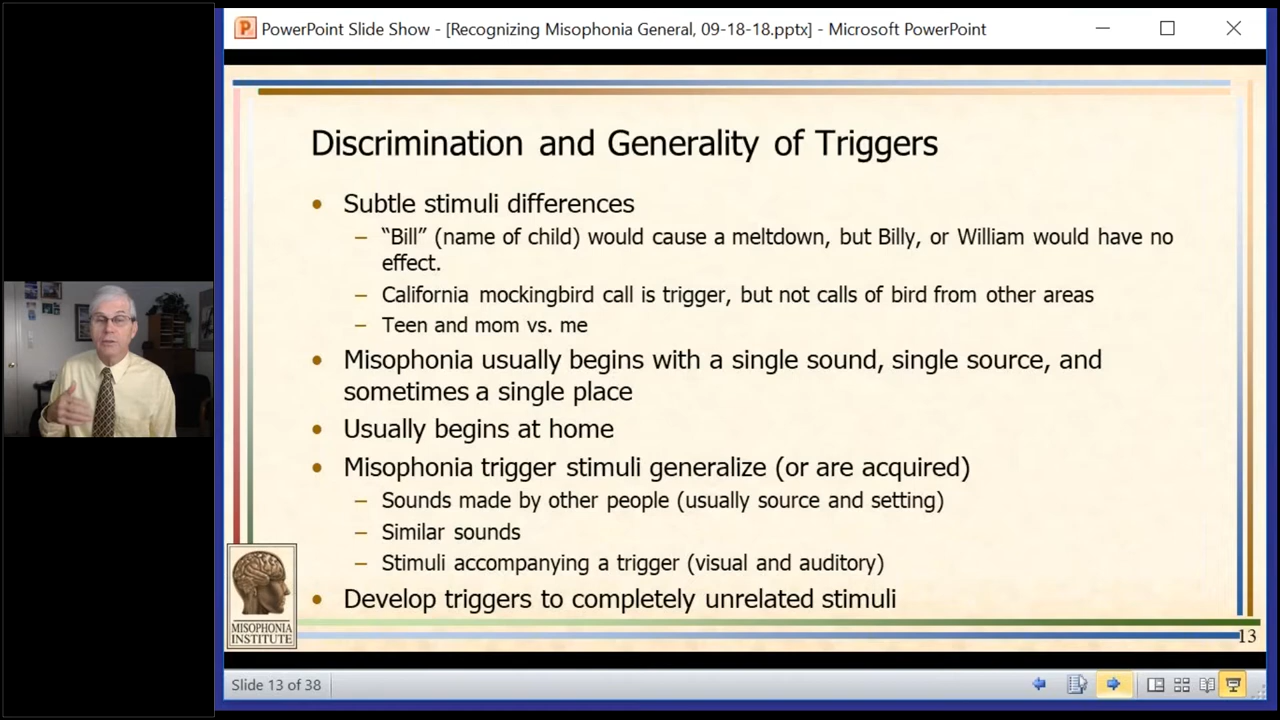 PowerPoint Slide Show - [Recognizing Misophonia General, 09-18-18.pptx] - Microsoft PowerPoint
Discrimination and Generality of Triggers
• Subtle stimuli differences
– “Bill” (name of child) would cause a meltdown, but Billy, or William would have no
effect.
– California mockingbird call is trigger, but not calls of bird from other areas
– Teen and mom vs. me
• Misophonia usually begins with a single sound, single source, and
sometimes a single place
• Usually begins at home
• Misophonia trigger stimuli generalize (or are acquired)
– Sounds made by other people (usually source and setting)
– Similar sounds
– Stimuli accompanying a trigger (visual and auditory)
• Develop triggers to completely unrelated stimuli
MISOPHONIA
INSTITUTE
13
Slide 13 of 38